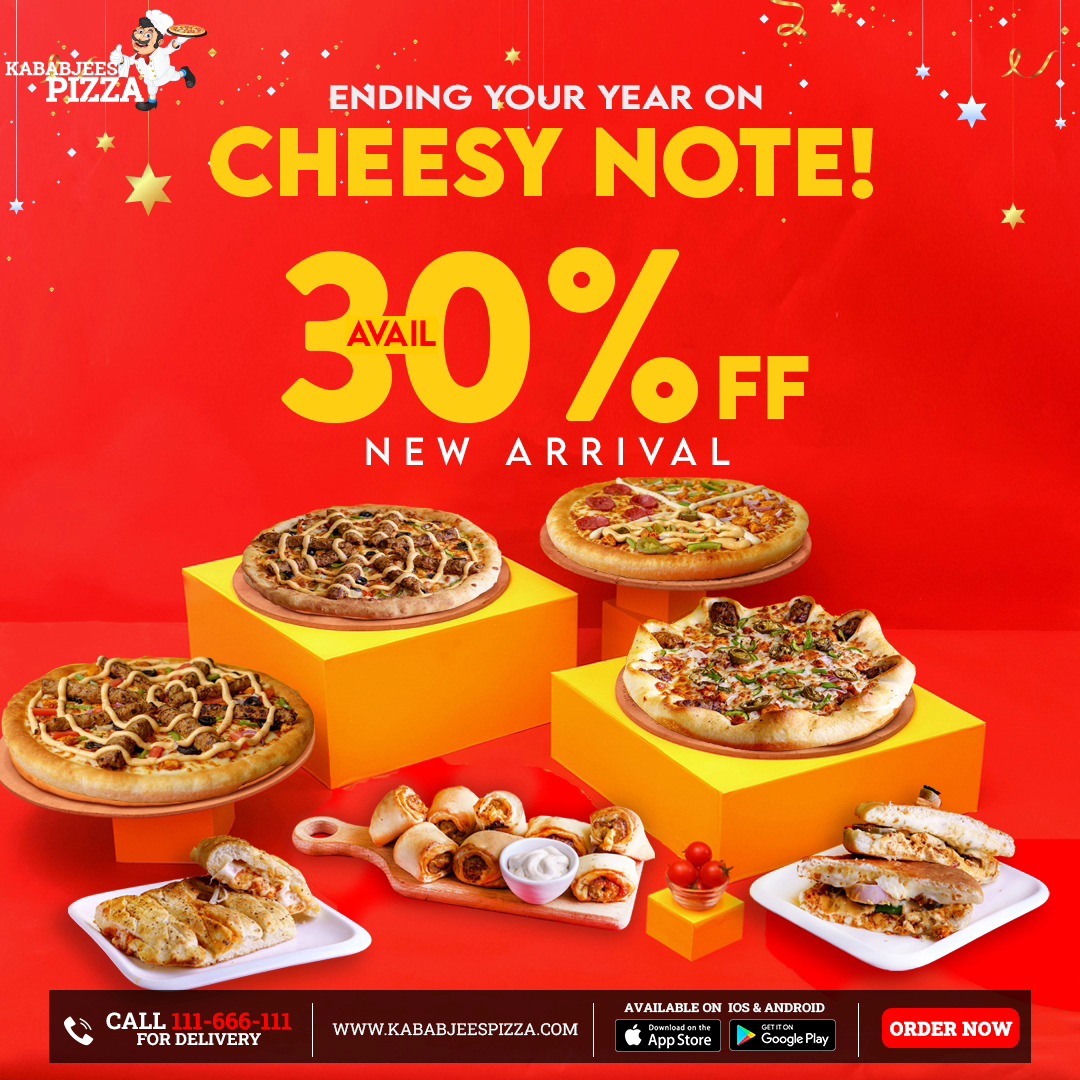 KABABJEES
PIZZA
ENDING YOUR YEAR ON
CHEESY NOTE!
AVAIL
30% FF
NEW ARRIVAL
CALL 111-666-111
FOR DELIVERY
WWW.KABABJEESPIZZA.COM
AVAILABLE ON IOS & ANDROID
Download on the
App Store
GET IT ON
Google Play
ORDER NOW